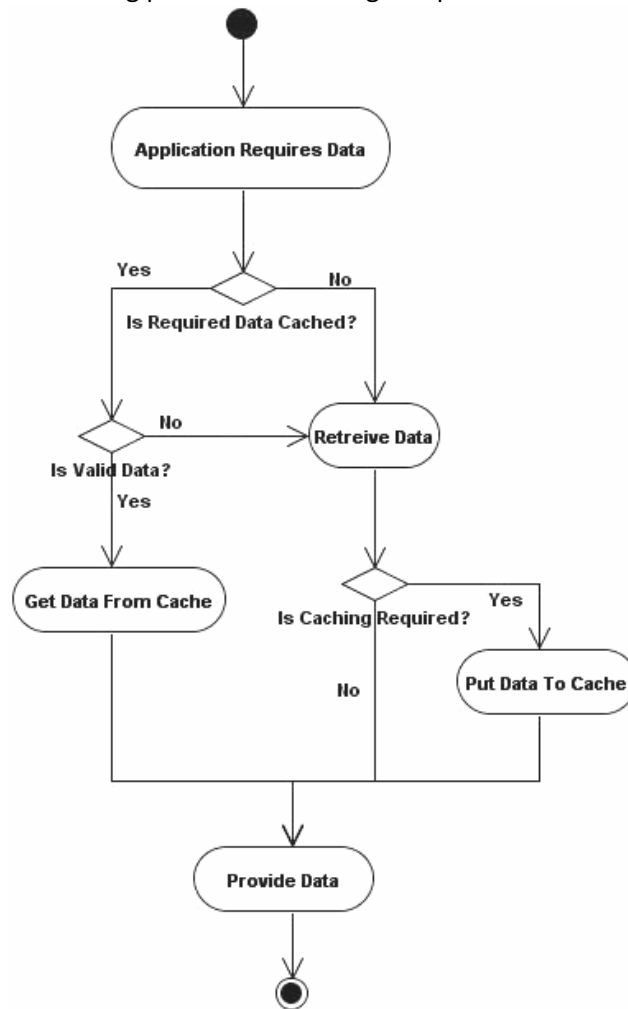 Application Requires Data
Yes
No
Is Required Data Cached?
No
Retreive Data
Is Valid Data?
Yes
Get Data From Cache
Yes
Is Caching Required?
No
Put Data To Cache
Provide Data